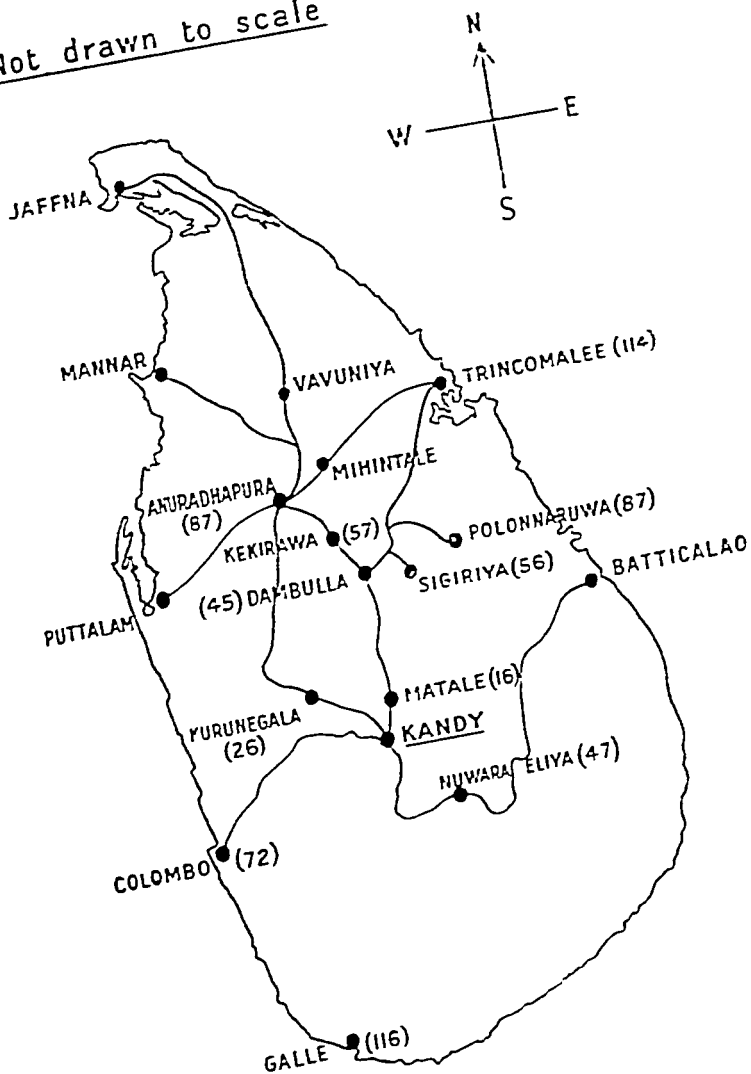 Not drawn to scale
N
W
E
S
JAFFNA
MANNAR
VAVUNIYA
TRINCOMALEE (114)
MIHINTALE
ANURADHAPURA
(87)
KEKIRAWA (57)
POLONNARUWA (87)
SIGIRIYA (56)
(45) DAMBULLA
BATTICALAO
PUTTALAM
MATALE (16)
KURUNEGALA
(26)
KANDY
NUWARA ELIYA (47)
COLOMBO (72)
GALLE (116)